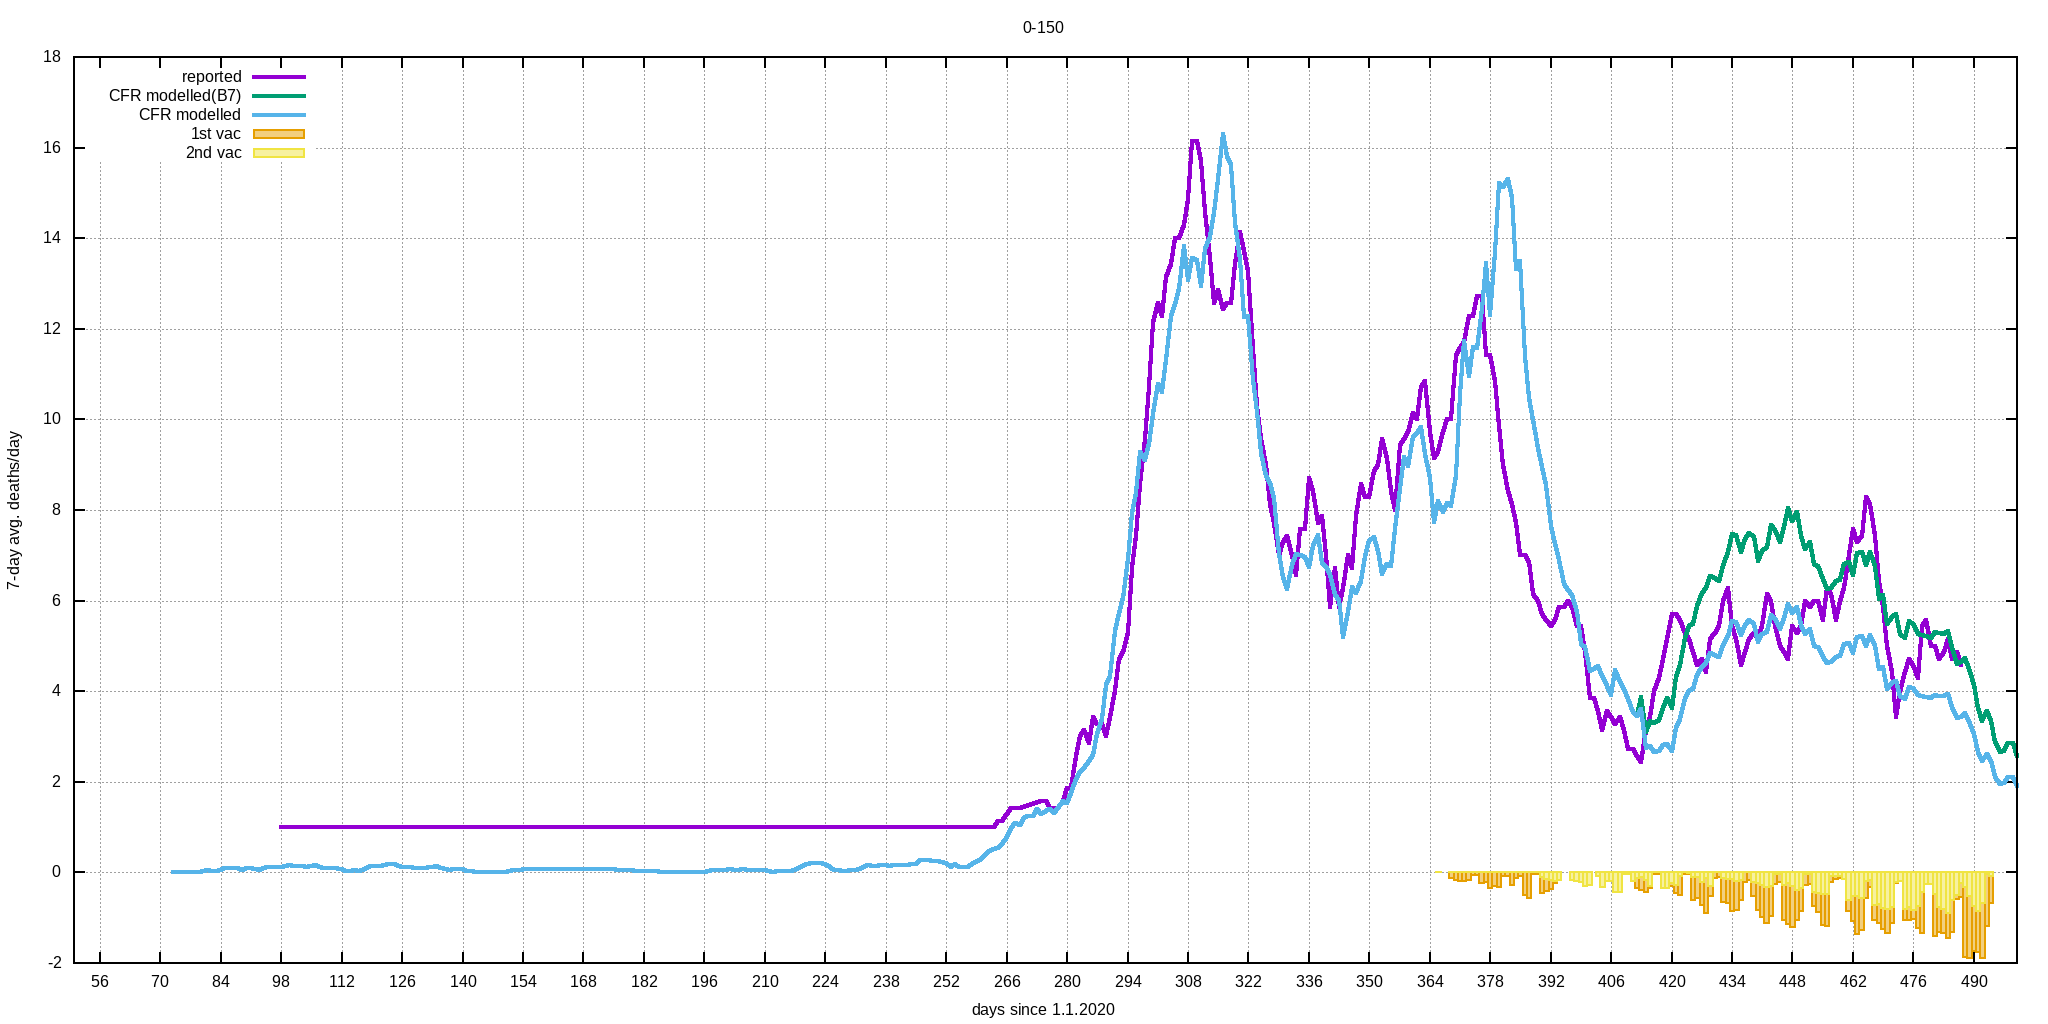 0-150
18
16
14
12
10
8
6
4
2
0
-2
7-day avg. deaths/day
reported
CFR modelled(B7)
CFR modelled
1st vac
2nd vac
56 70 84 98 112 126 140 154 168 182 196 210 224 238 252 266 280 294 308 322 336 350 364 378 392 406 420 434 448 462 476 490
days since 1.1.2020